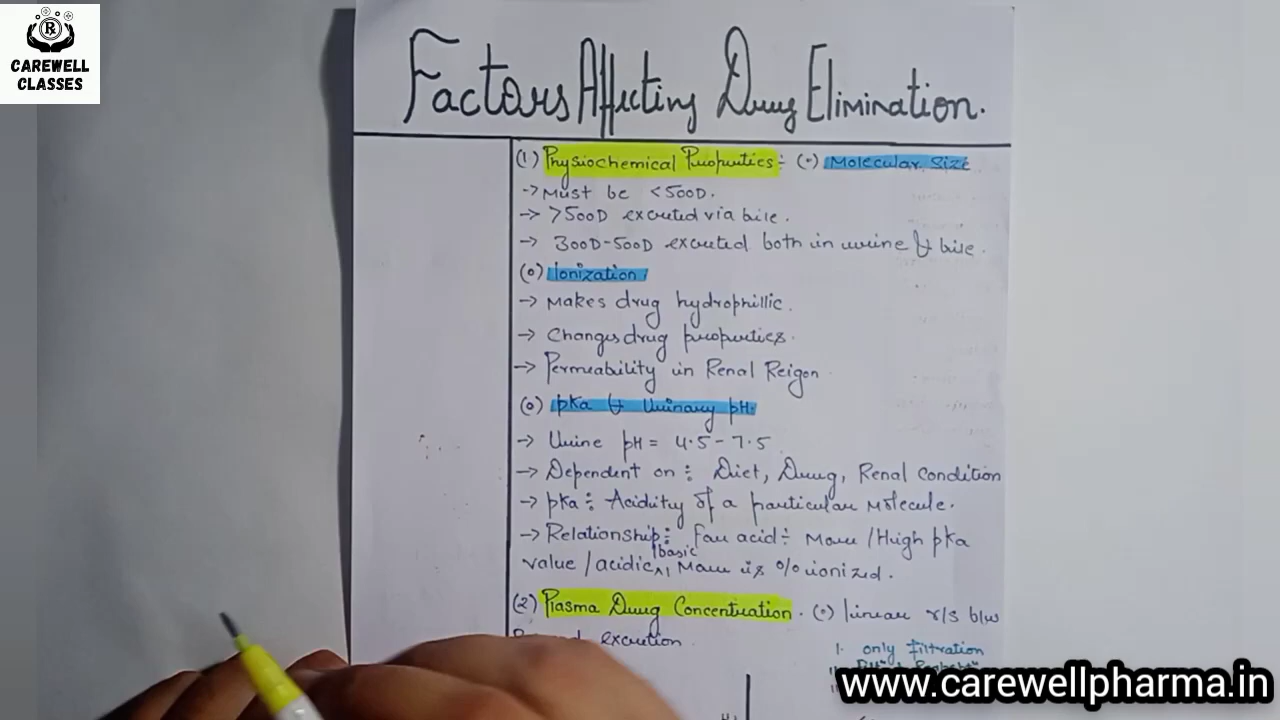 CAREWELL
CLASSES
Factors Affecting Drug Elimination.
(1) Physiochemical Properties:- (०) Molecular Size
-> Must be <500D.
-> >500D excreted via bile.
-> 300D-500D excreted both in urine & bile.
(०) Ionization
-> Makes drug hydrophillic.
-> Changes drug properties.
-> Permeability in Renal Reigon
(०) pKa & Urinary pH.
-> Urine pH = 4.5-7.5
-> Dependent on :- Diet, Drug, Renal Condition
-> pKa :- Acidity of a particular Molecule.
-> Relationship:- For acid:- More/High pKa
value/acidic/basic, More is % ionized.
(2) Plasma Drug Concentration. (०) linear r/s b/w
excretion
1. only filtration
www.carewellpharma.in